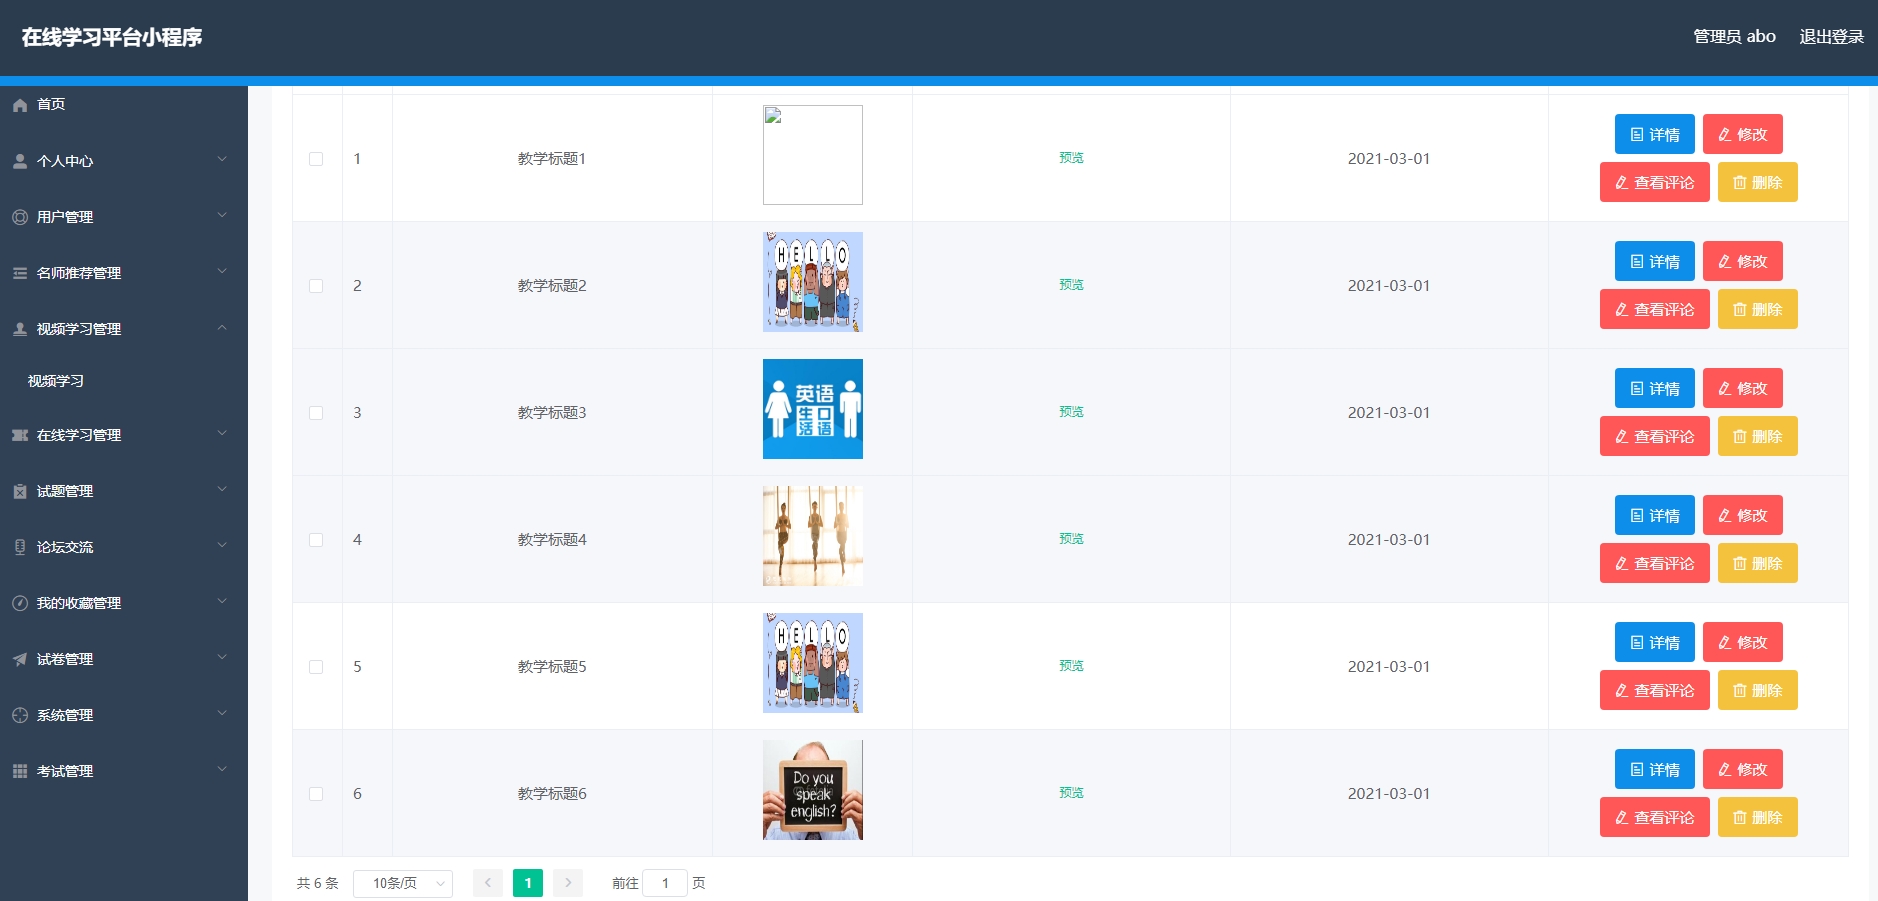 在线学习平台小程序
管理员 abo 退出登录
首页
个人中心
用户管理
名师推荐管理
视频学习管理
视频学习
在线学习管理
试题管理
论坛交流
我的收藏管理
试卷管理
系统管理
考试管理
1 教学标题1 预览 2021-03-01 详情 修改
查看评论 删除
2 教学标题2 HELLO 预览 2021-03-01 详情 修改
查看评论 删除
3 教学标题3 预览 2021-03-01 详情 修改
英语
生活口语
查看评论 删除
4 教学标题4 预览 2021-03-01 详情 修改
查看评论 删除
5 教学标题5 HELLO 预览 2021-03-01 详情 修改
查看评论 删除
6 教学标题6 预览 2021-03-01 详情 修改
Do you
speak
english?
查看评论 删除
共 6 条 10条/页 1 前往 1 页